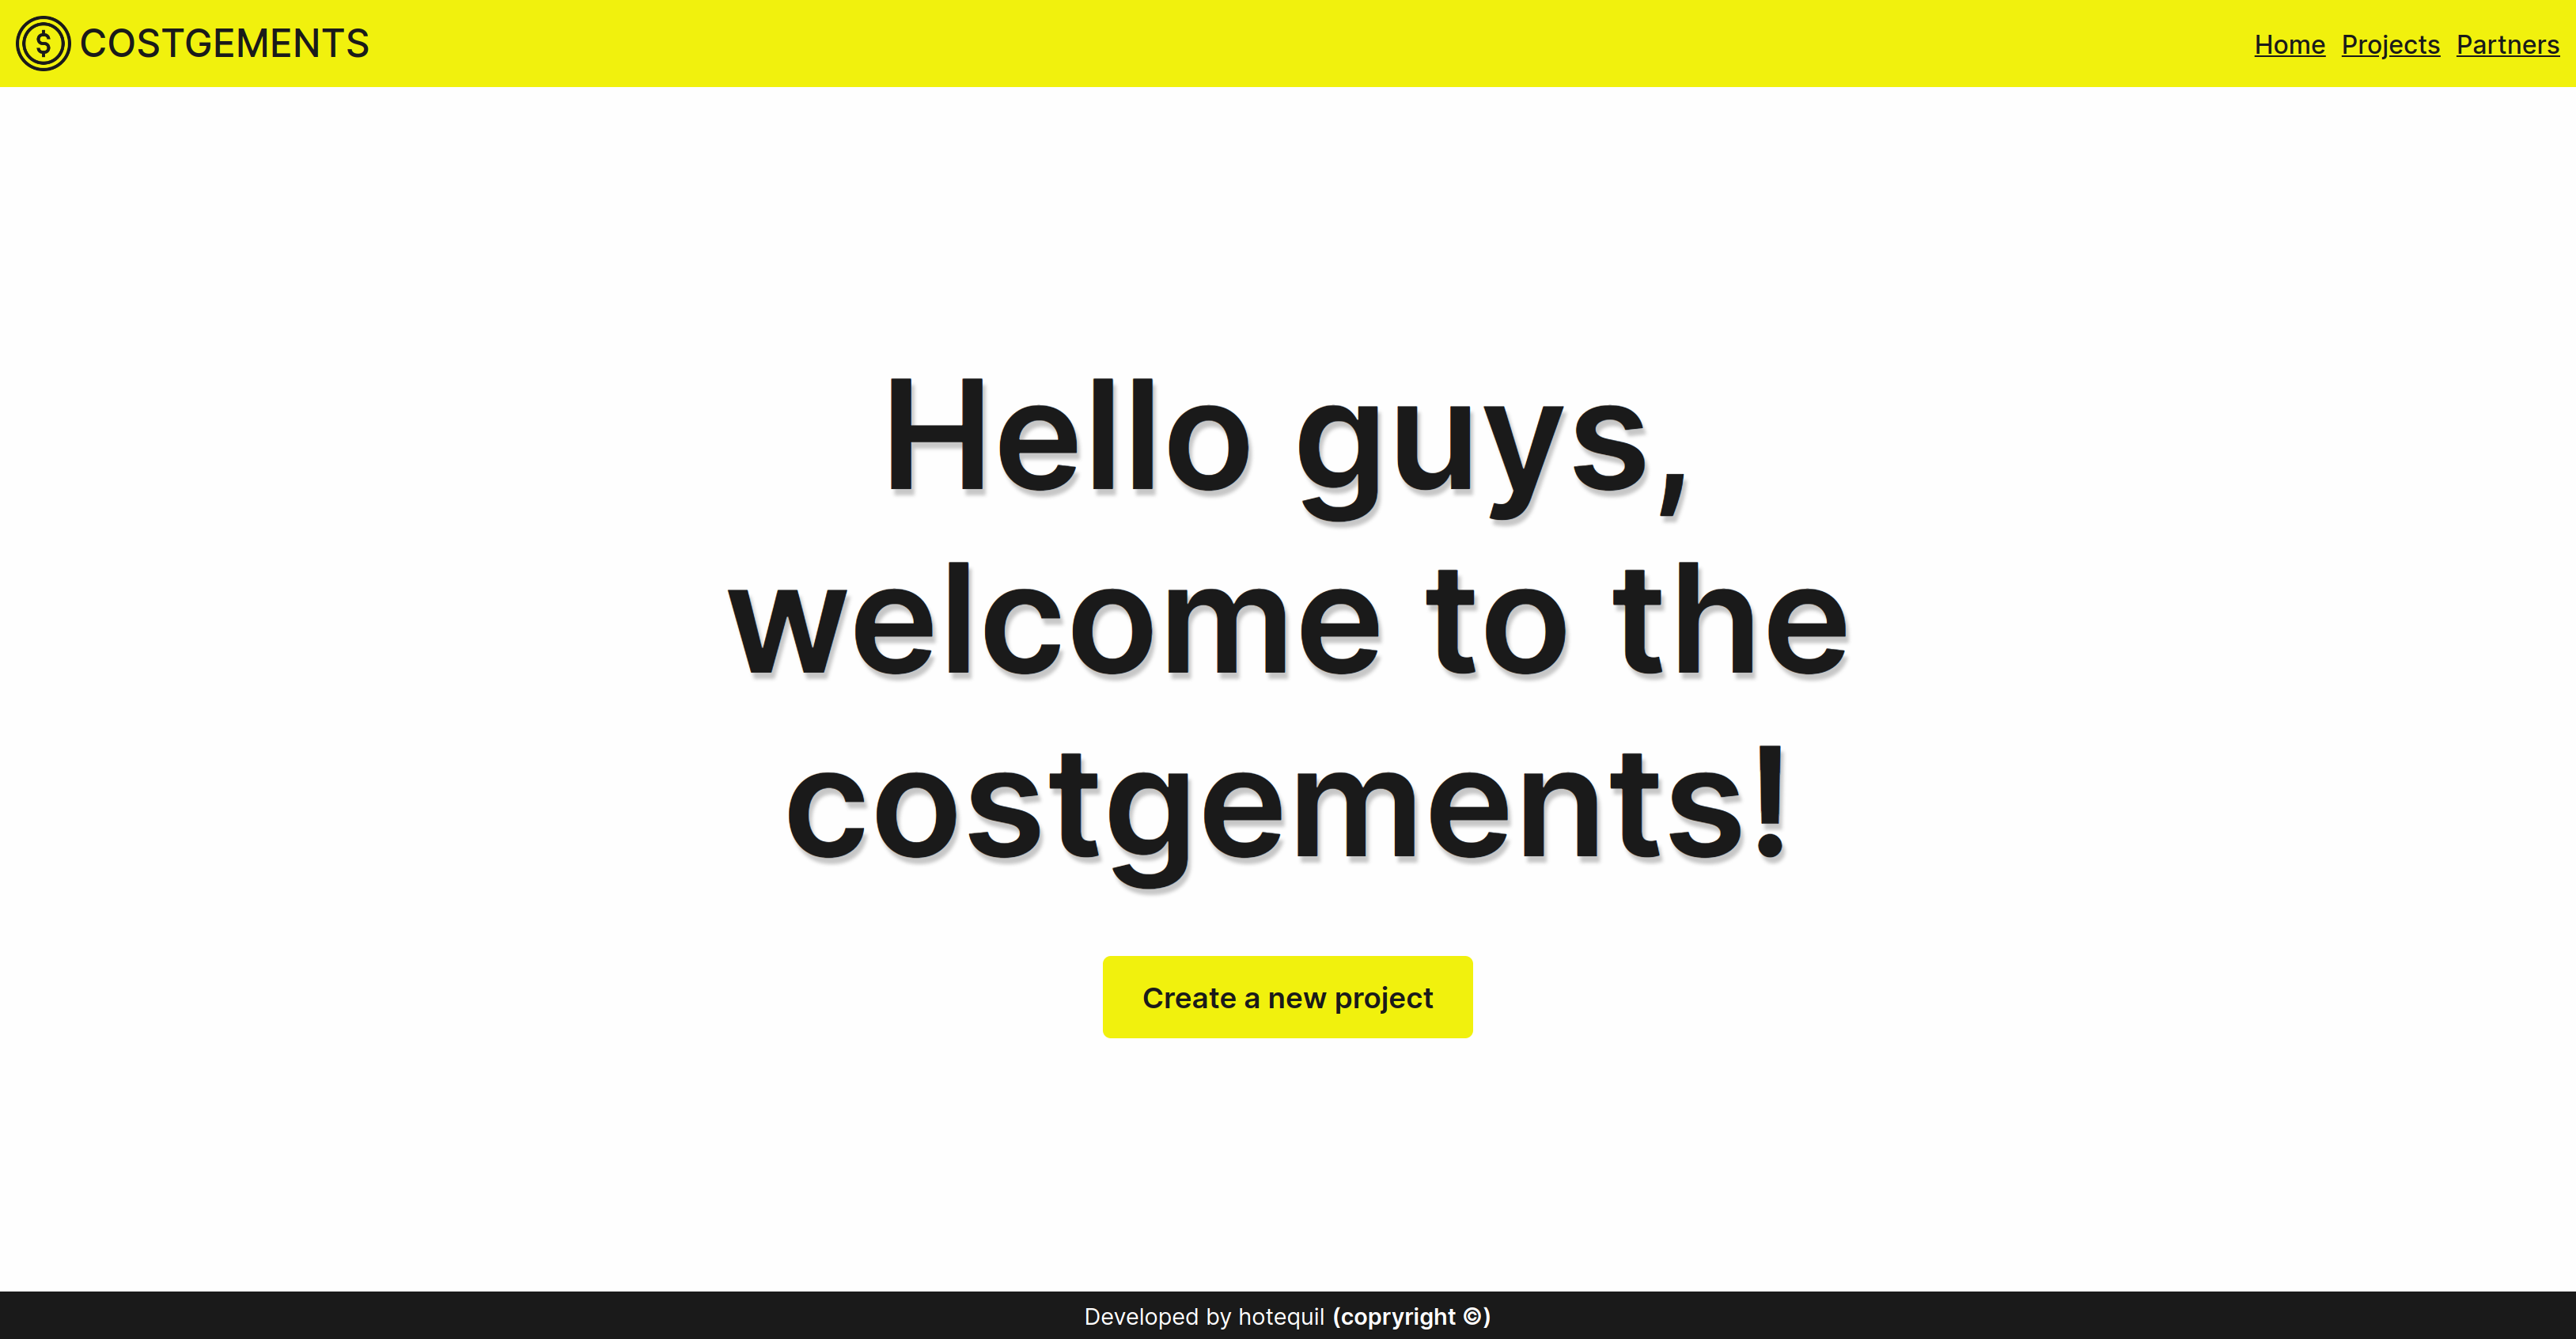 COSTGEMENTS
Home Projects Partners
Hello guys,
welcome to the
costgements!
Create a new project
Developed by hotequil (copryright ©)